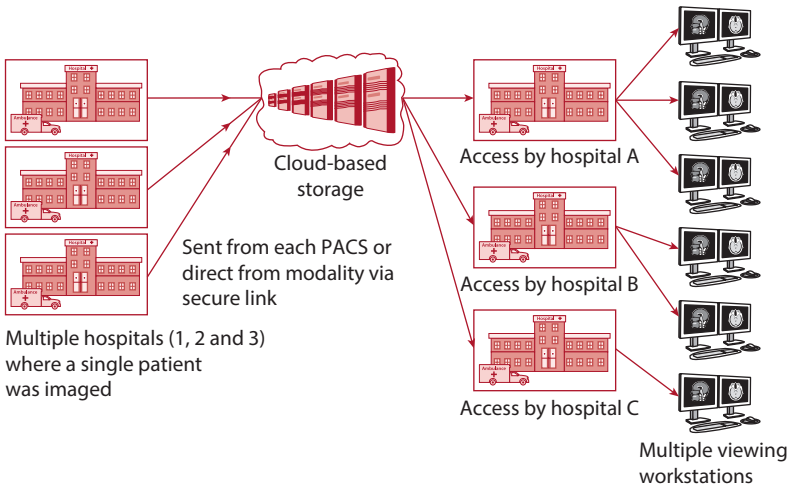 Hospital +
Ambulance
Hospital +
Ambulance
Hospital +
Ambulance
Multiple hospitals (1, 2 and 3)
where a single patient
was imaged
Cloud-based
storage
Sent from each PACS or
direct from modality via
secure link
Hospital +
Ambulance
Access by hospital A
Hospital +
Ambulance
Access by hospital B
Hospital +
Ambulance
Access by hospital C
Multiple viewing
workstations